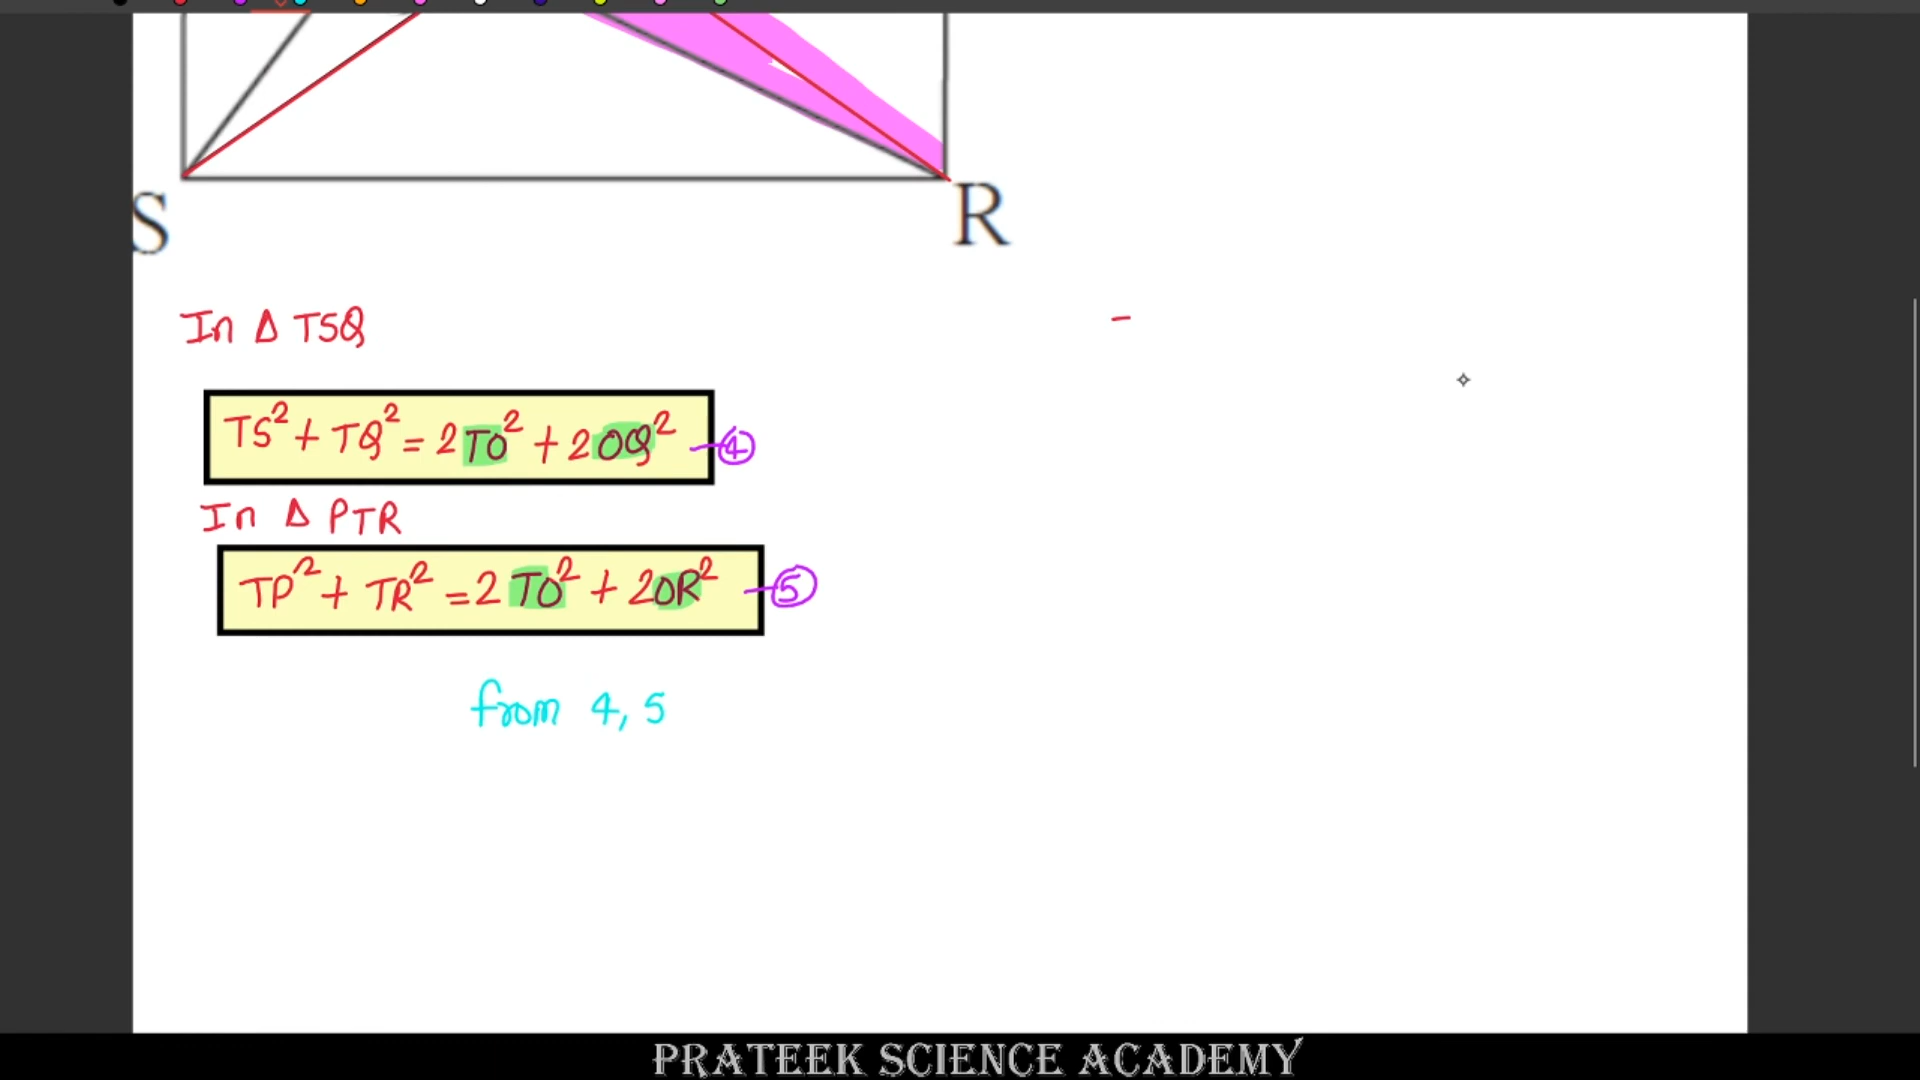 S R
In Δ TSQ
TS² + TQ² = 2TO² + 2OQ² - ④
In Δ PTR
TP² + TR² = 2TO² + 2OR² - ⑤
from 4, 5
PRATEEK SCIENCE ACADEMY